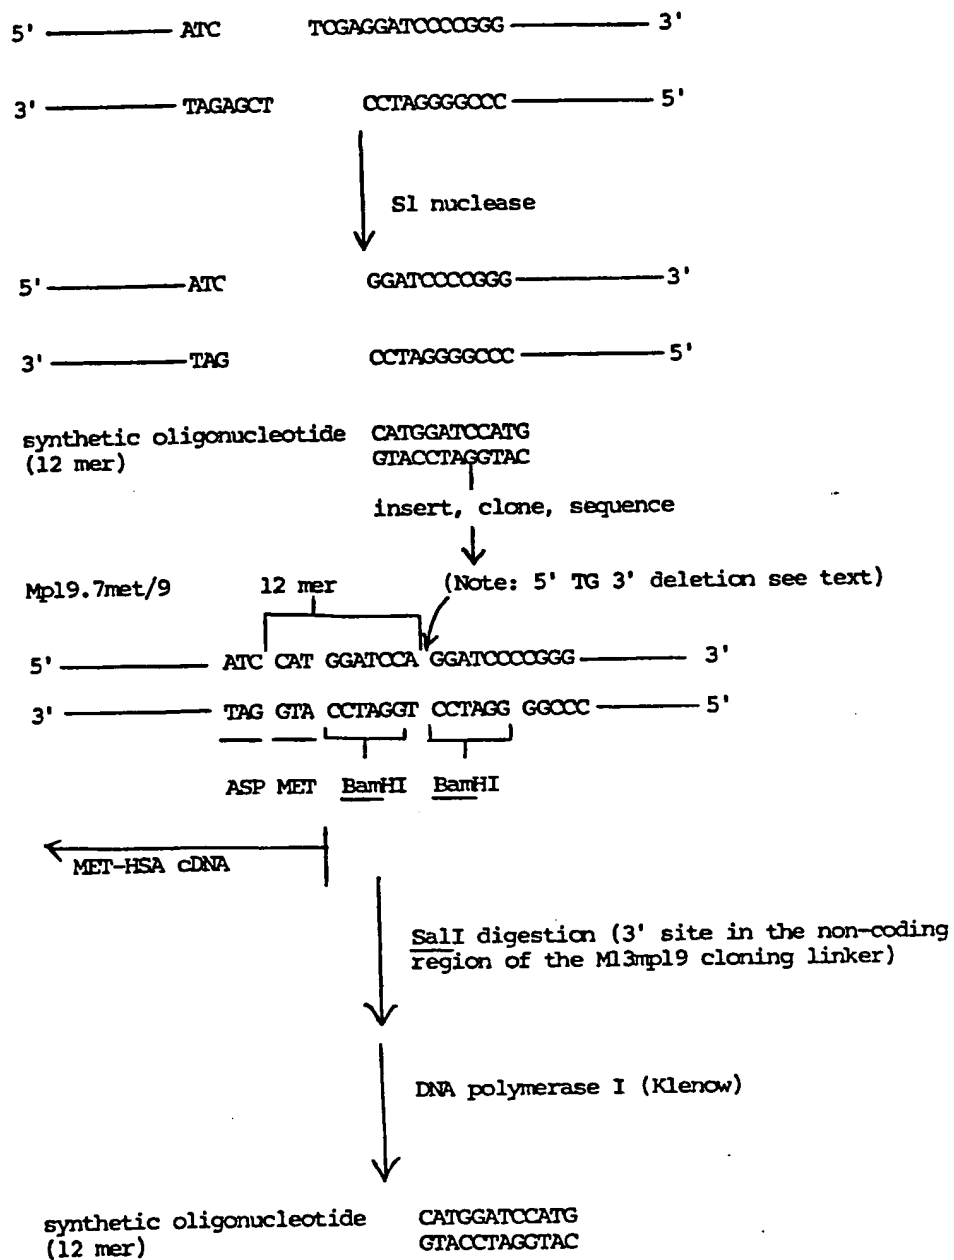 5' ATC TCGAGGATCCCCGGG 3'
3' TAGAGCT CCTAGGGGCCC 5'
S1 nuclease
5' ATC GGATCCCCGGG 3'
3' TAG CCTAGGGGCCC 5'
synthetic oligonucleotide CATGGATCCATG
(12 mer) GTACCTAGGTAC
insert, clone, sequence
Mp19.7met/9 12 mer (Note: 5' TG 3' deletion see text)
5' ATC CAT GGATCCA GGATCCCCGGG 3'
3' TAG GTA CCTAGGT CCTAGG GGCCC 5'
ASP MET BamHI BamHI
MET-HSA cDNA
SalI digestion (3' site in the non-coding
region of the M13mp19 cloning linker)
DNA polymerase I (Klenow)
synthetic oligonucleotide CATGGATCCATG
(12 mer) GTACCTAGGTAC